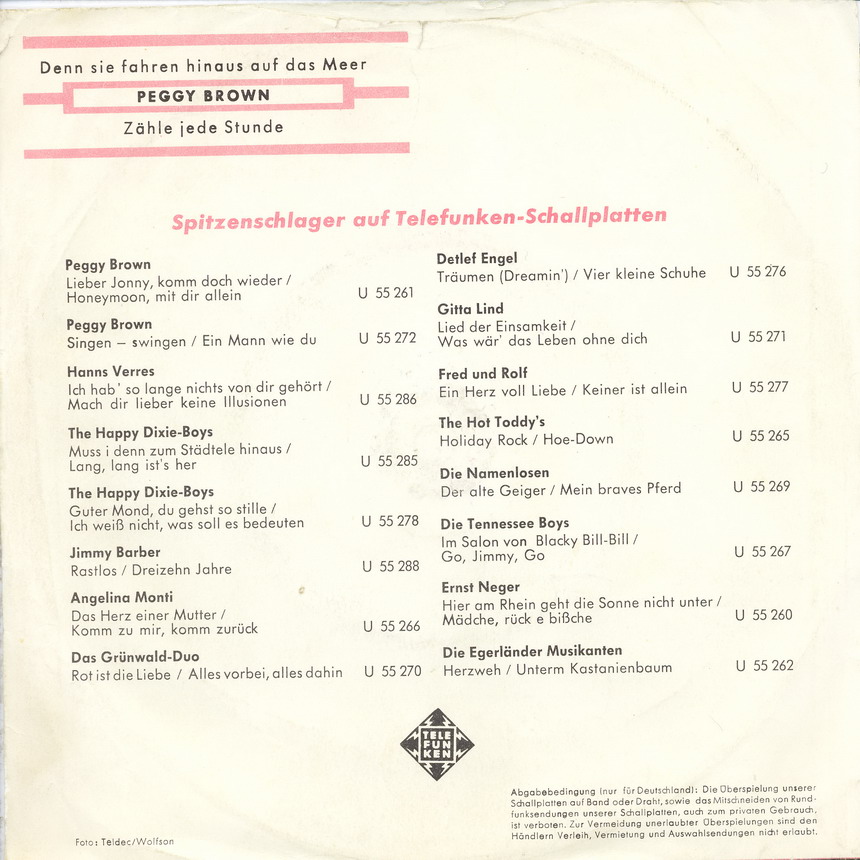 Denn sie fahren hinaus auf das Meer
PEGGY BROWN
Zähle jede Stunde
Spitzenschlager auf Telefunken-Schallplatten
Peggy Brown
Lieber Jonny, komm doch wieder /
Honeymoon, mit dir allein U 55 261
Peggy Brown
Singen – swingen / Ein Mann wie du U 55 272
Hanns Verres
Ich hab' so lange nichts von dir gehört /
Mach dir lieber keine Illusionen U 55 286
The Happy Dixie-Boys
Muss i denn zum Städtele hinaus /
Lang, lang ist's her U 55 285
The Happy Dixie-Boys
Guter Mond, du gehst so stille /
Ich weiß nicht, was soll es bedeuten U 55 278
Jimmy Barber
Rastlos / Dreizehn Jahre U 55 288
Angelina Monti
Das Herz einer Mutter /
Komm zu mir, komm zurück U 55 266
Das Grünwald-Duo
Rot ist die Liebe / Alles vorbei, alles dahin U 55 270
Detlef Engel
Träumen (Dreamin') / Vier kleine Schuhe U 55 276
Gitta Lind
Lied der Einsamkeit /
Was wär' das Leben ohne dich U 55 271
Fred und Rolf
Ein Herz voll Liebe / Keiner ist allein U 55 277
The Hot Toddy's
Holiday Rock / Hoe-Down U 55 265
Die Namenlosen
Der alte Geiger / Mein braves Pferd U 55 269
Die Tennessee Boys
Im Salon von Blacky Bill-Bill /
Go, Jimmy, Go U 55 267
Ernst Neger
Hier am Rhein geht die Sonne nicht unter /
Mädche, rück e bißche U 55 260
Die Egerländer Musikanten
Herzweh / Unterm Kastanienbaum U 55 262
TELE
FUN
KEN
Abgabebedingung (nur für Deutschland): Die Überspielung unserer
Schallplatten auf Band oder Draht, sowie das Mitschneiden von Rund-
funksendungen unserer Schallplatten, auch zum privaten Gebrauch,
ist verboten. Zur Vermeidung unerlaubter Überspielungen sind den
Händlern Verleih, Vermietung und Auswahlsendungen nicht erlaubt.
Foto: Teldec/Wolfson